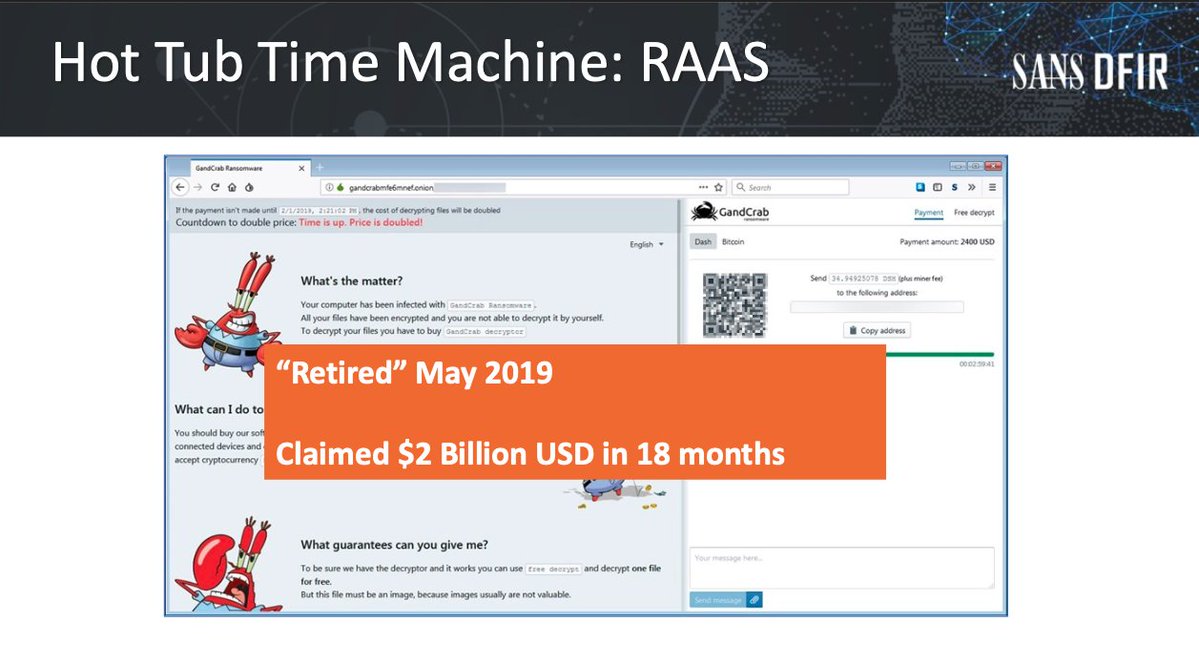 Hot Tub Time Machine: RAAS
SANS DFIR
GandCrab Ransomware
gandcrabmfe6mnef.onion
Search
If the payment isn't made until 2/1/2019, 2:21:02 PM, the cost of decrypting files will be doubled
Countdown to double price: Time is up. Price is doubled!
English
What's the matter?
Your computer has been infected with GandCrab Ransomware.
All your files have been encrypted and you are not able to decrypt it by yourself.
To decrypt your files you have to buy GandCrab decryptor
What can I do to
You should buy our
connected devices and
accept cryptocurrency
What guarantees can you give me?
To be sure we have the decryptor and it works you can use free decrypt and decrypt one file
for free.
But this file must be an image, because images usually are not valuable.
GandCrab
ransomware
Payment Free decrypt
Dash Bitcoin
Payment amount: 2400 USD
Send 34.94925078 DSH (plus miner fee)
to the following address:
Copy address
00:02:59:41
Your message here...
Send message
“Retired” May 2019
Claimed $2 Billion USD in 18 months